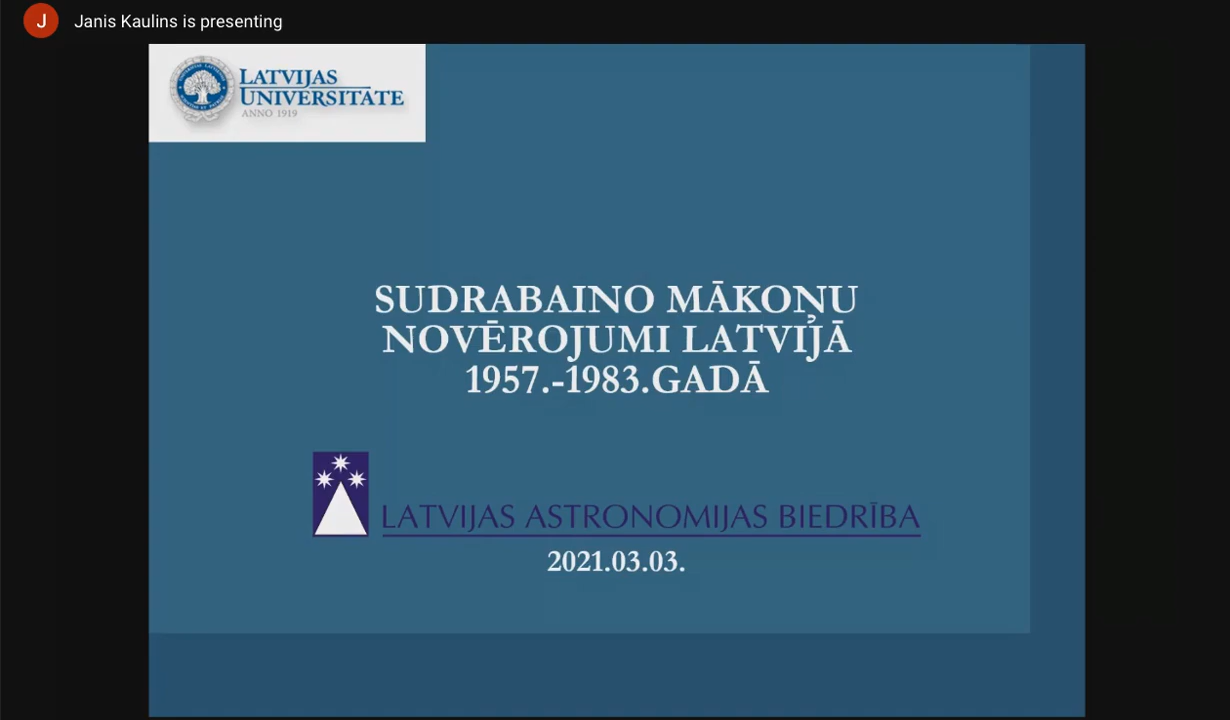 J Janis Kaulins is presenting
LATVIJAS
UNIVERSITĀTE
ANNO 1919
SUDRABAINO MĀKOŅU
NOVĒROJUMI LATVIJĀ
1957.-1983.GADĀ
LATVIJAS ASTRONOMIJAS BIEDRĪBA
2021.03.03.